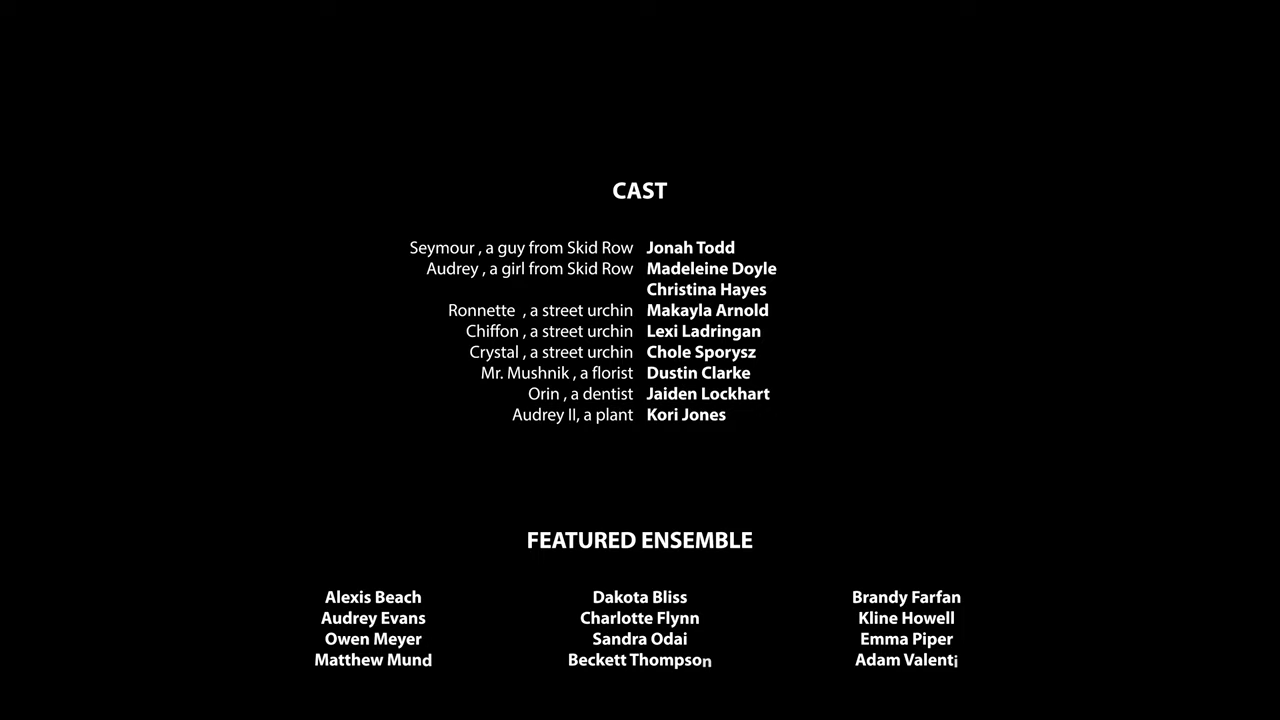 CAST
Seymour , a guy from Skid Row Jonah Todd
Audrey , a girl from Skid Row Madeleine Doyle
Christina Hayes
Ronnette , a street urchin Makayla Arnold
Chiffon , a street urchin Lexi Ladringan
Crystal , a street urchin Chole Sporysz
Mr. Mushnik , a florist Dustin Clarke
Orin , a dentist Jaiden Lockhart
Audrey II, a plant Kori Jones
FEATURED ENSEMBLE
Alexis Beach Dakota Bliss Brandy Farfan
Audrey Evans Charlotte Flynn Kline Howell
Owen Meyer Sandra Odai Emma Piper
Matthew Mund Beckett Thompson Adam Valenti